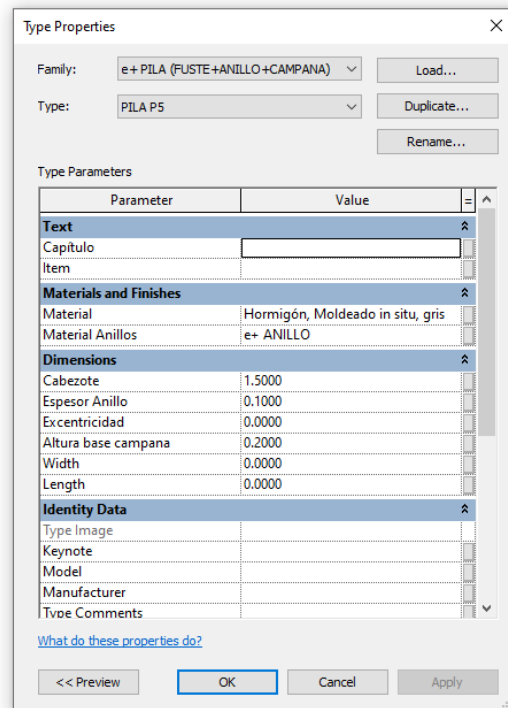 Type Properties
Family: e+ PILA (FUSTE+ANILLO+CAMPANA) Load...
Type: PILA P5 Duplicate...
Rename...
Type Parameters
Parameter Value =
Text
Capítulo
Item
Materials and Finishes
Material Hormigón, Moldeado in situ, gris
Material Anillos e+ ANILLO
Dimensions
Cabezote 1.5000
Espesor Anillo 0.1000
Excentricidad 0.0000
Altura base campana 0.2000
Width 0.0000
Length 0.0000
Identity Data
Type Image
Keynote
Model
Manufacturer
Type Comments
What do these properties do?
<< Preview OK Cancel Apply